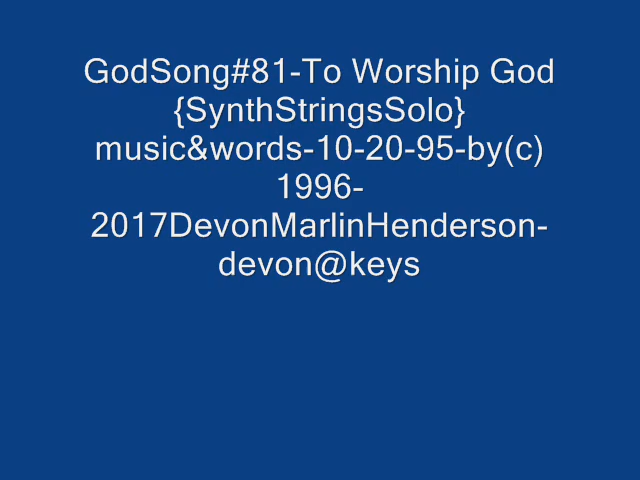 GodSong#81-To Worship God
{SynthStringsSolo}
music&words-10-20-95-by(c)
1996-
2017DevonMarlinHenderson-
devon@keys